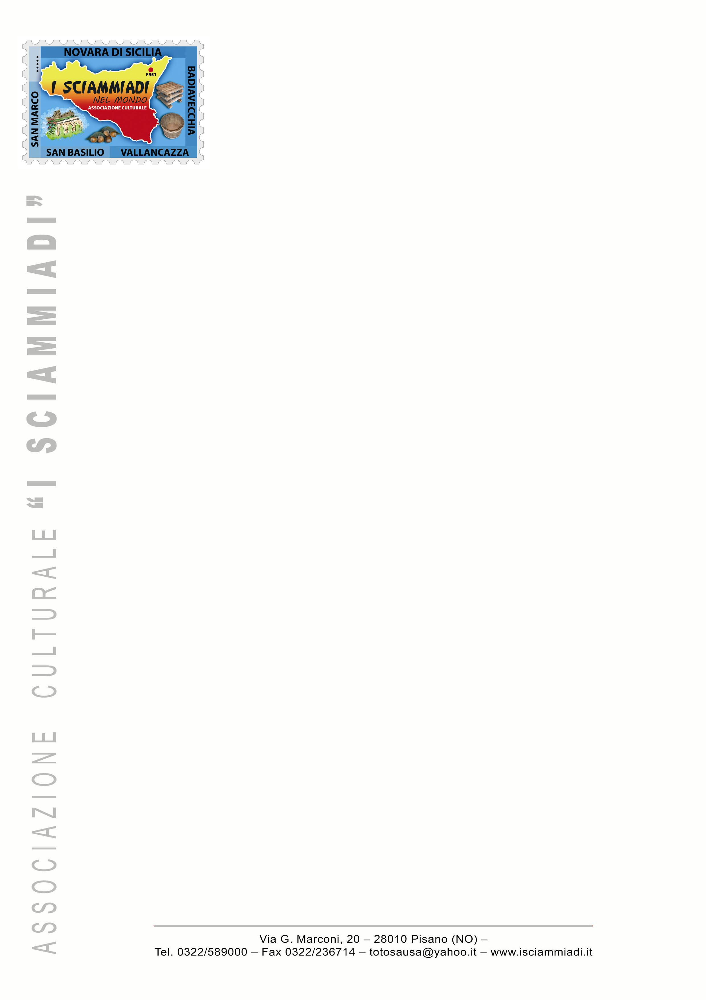 NOVARA DI SICILIA
.....
F951
I SCIAMMIADI
NEL MONDO
ASSOCIAZIONE CULTURALE
SAN MARCO
BADIAVECCHIA
SAN BASILIO
VALLANCAZZA
ASSOCIAZIONE CULTURALE “I SCIAMMIADI”
Via G. Marconi, 20 – 28010 Pisano (NO) –
Tel. 0322/589000 – Fax 0322/236714 – totosausa@yahoo.it – www.isciammiadi.it